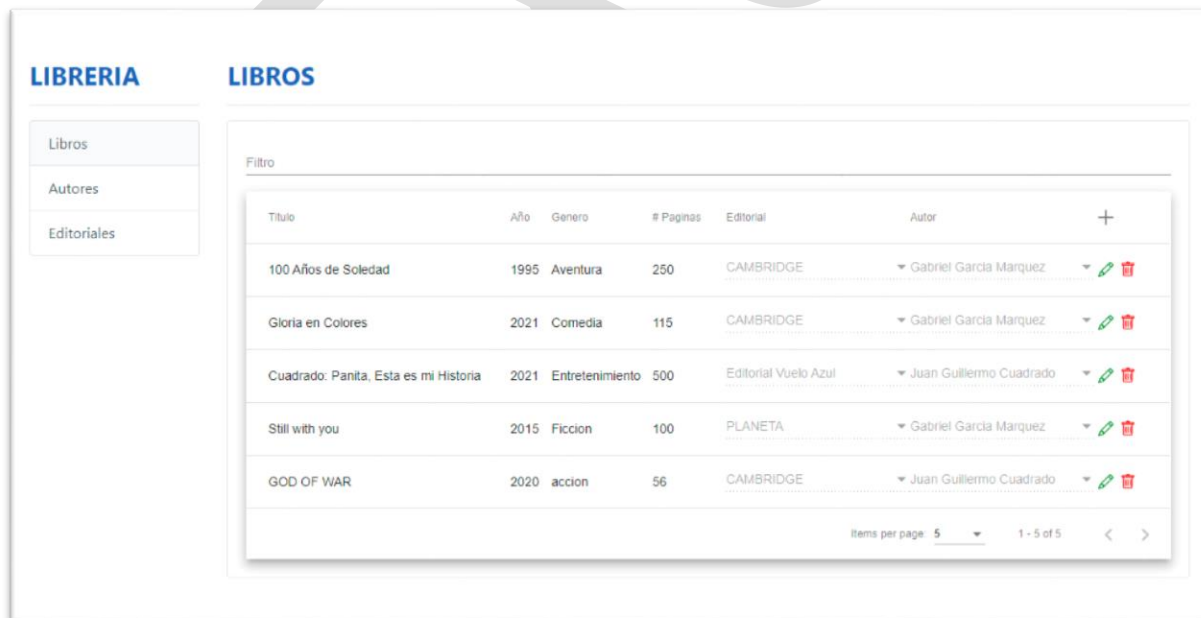 LIBRERIA
LIBROS
Libros
Autores
Editoriales
Filtro
Titulo Año Genero # Paginas Editorial Autor
100 Años de Soledad 1995 Aventura 250 CAMBRIDGE Gabriel Garcia Marquez
Gloria en Colores 2021 Comedia 115 CAMBRIDGE Gabriel Garcia Marquez
Cuadrado: Panita, Esta es mi Historia 2021 Entretenimiento 500 Editorial Vuelo Azul Juan Guillermo Cuadrado
Still with you 2015 Ficcion 100 PLANETA Gabriel Garcia Marquez
GOD OF WAR 2020 accion 56 CAMBRIDGE Juan Guillermo Cuadrado
Items per page: 5 1 - 5 of 5